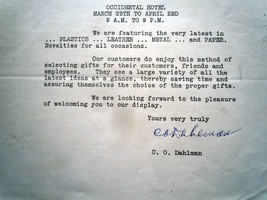 OCCIDENTAL HOTEL
MARCH 29TH TO APRIL 2ND
9 A.M. TO 9 P.M.
We are featuring the very latest in
... PLASTICS ... LEATHER ... METAL ... and PAPER
Novelties for all occasions.
Our customers do enjoy this method of
selecting gifts for their customers, friends and
employees. They see a large variety of all the
latest ideas at a glance, thereby saving time and
assuring themselves the choice of the proper gifts.
We are looking forward to the pleasure
of welcoming you to our display.
Yours very truly
C O Dahlman
C. O. Dahlman